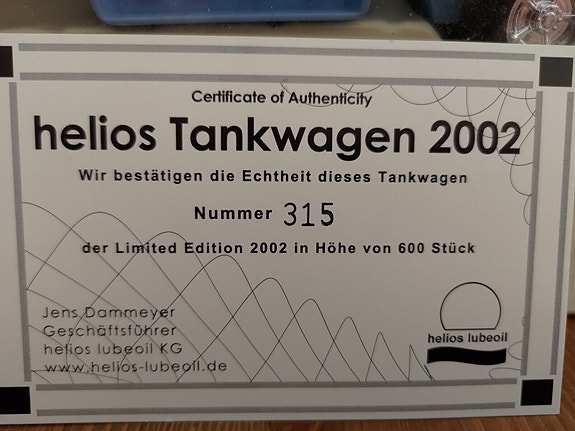 Certificate of Authenticity
helios Tankwagen 2002
Wir bestätigen die Echtheit dieses Tankwagen
Nummer 315
der Limited Edition 2002 in Höhe von 600 Stück
Jens Dammeyer
Geschäftsführer
helios lubeoil KG
www.helios-lubeoil.de
helios lubeoil